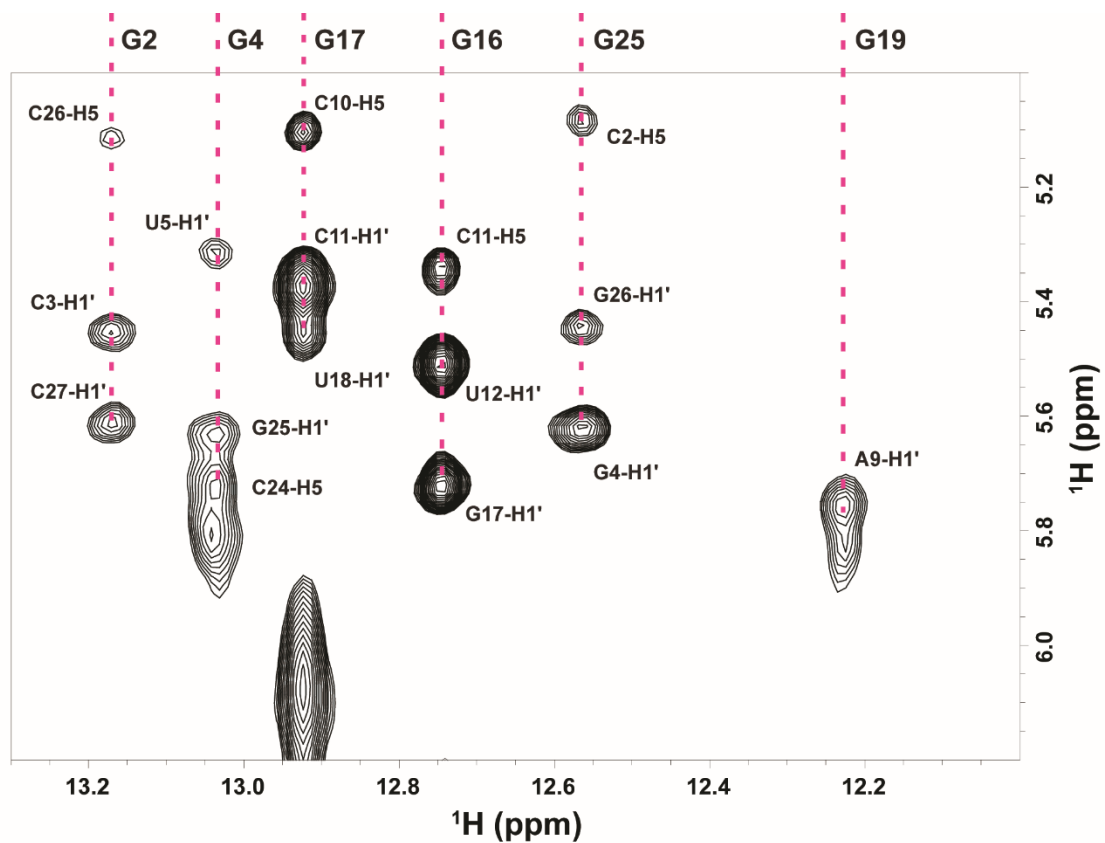 G2 G4 G17 G16 G25 G19
C26-H5
C10-H5
C2-H5
U5-H1'
C11-H1'
C11-H5
C3-H1'
G26-H1'
U18-H1'
U12-H1'
C27-H1'
G25-H1'
G4-H1'
C24-H5
G17-H1'
A9-H1'
5.2
5.4
5.6
5.8
6.0
¹H (ppm)
13.2 13.0 12.8 12.6 12.4 12.2
¹H (ppm)